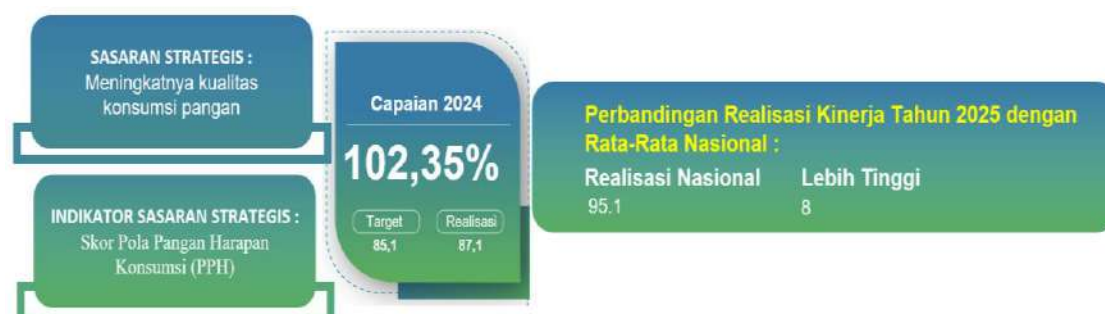 SASARAN STRATEGIS :
Meningkatnya kualitas
konsumsi pangan
INDIKATOR SASARAN STRATEGIS :
Skor Pola Pangan Harapan
Konsumsi (PPH)
Capaian 2024
102,35%
Target Realisasi
85,1 87,1
Perbandingan Realisasi Kinerja Tahun 2025 dengan
Rata-Rata Nasional :
Realisasi Nasional Lebih Tinggi
95.1 8